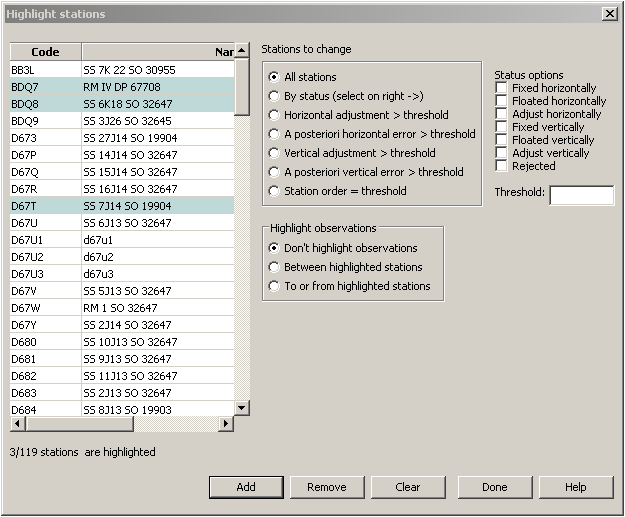 Highlight stations
Code Nar
BB3L SS 7K 22 SO 30955
BDQ7 RM IV DP 67708
BDQ8 SS 6K18 SO 32647
BDQ9 SS 3J26 SO 32645
D673 SS 27J14 SO 19904
D67P SS 14J14 SO 32647
D67Q SS 15J14 SO 32647
D67R SS 16J14 SO 32647
D67T SS 7J14 SO 19904
D67U SS 6J13 SO 32647
D67U1 d67u1
D67U2 d67u2
D67U3 d67u3
D67V SS 5J13 SO 32647
D67W RM 1 SO 32647
D67Y SS 2J14 SO 32647
D680 SS 10J13 SO 32647
D681 SS 9J13 SO 32647
D682 SS 11J13 SO 32647
D683 SS 2J13 SO 32647
D684 SS 8J13 SO 19903
3/119 stations are highlighted
Stations to change
All stations
By status (select on right ->)
Horizontal adjustment > threshold
A posteriori horizontal error > threshold
Vertical adjustment > threshold
A posteriori vertical error > threshold
Station order = threshold
Status options
Fixed horizontally
Floated horizontally
Adjust horizontally
Fixed vertically
Floated vertically
Adjust vertically
Rejected
Threshold:
Highlight observations
Don't highlight observations
Between highlighted stations
To or from highlighted stations
Add Remove Clear Done Help